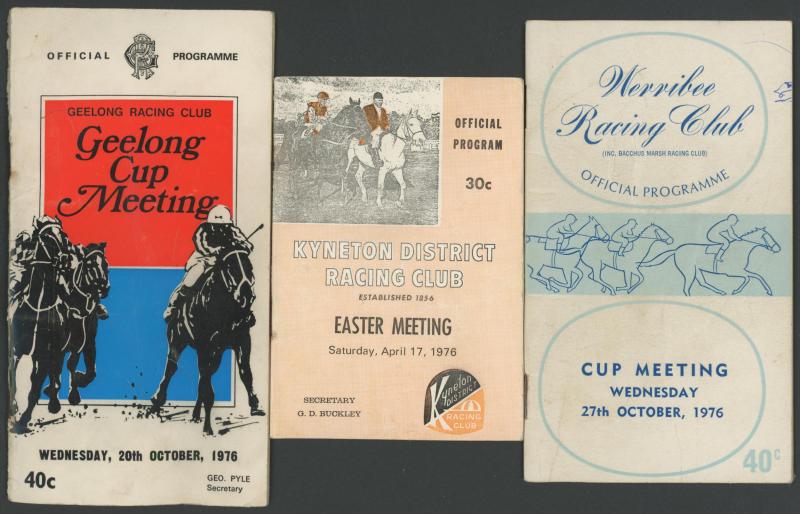 OFFICIAL PROGRAMME
GEELONG RACING CLUB
Geelong
Cup
Meeting
WEDNESDAY, 20th OCTOBER, 1976
40c
GEO. PYLE
Secretary
OFFICIAL
PROGRAM
30c
KYNETON DISTRICT
RACING CLUB
ESTABLISHED 1856
EASTER MEETING
Saturday, April 17, 1976
SECRETARY
G. D. BUCKLEY
Kyneton
DISTRICT
RACING
CLUB
Werribee
Racing Club
(INC. BACCHUS MARSH RACING CLUB)
OFFICIAL PROGRAMME
CUP MEETING
WEDNESDAY
27th OCTOBER, 1976
40c